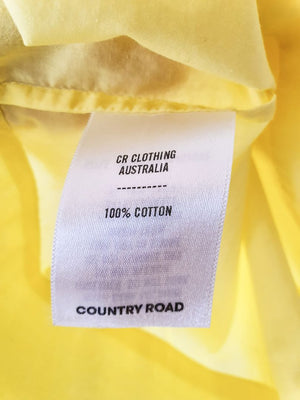 CR CLOTHING
AUSTRALIA
----------
100% COTTON
COUNTRY ROAD